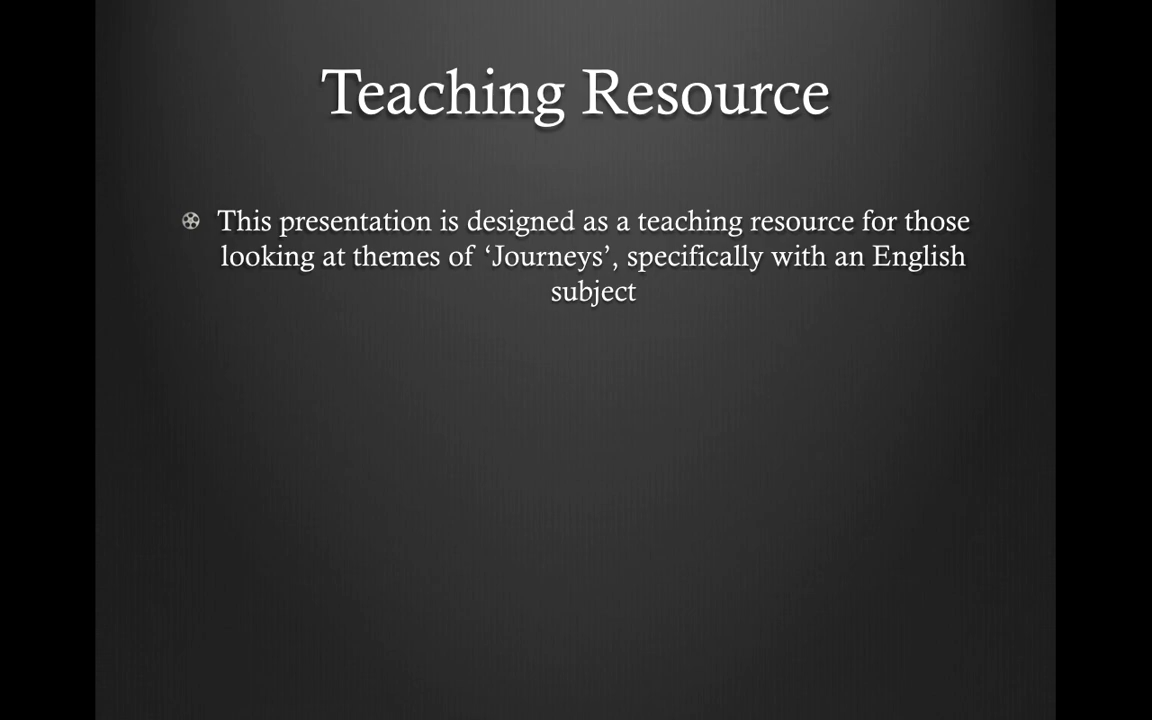 Teaching Resource
This presentation is designed as a teaching resource for those
looking at themes of ‘Journeys’, specifically with an English
subject